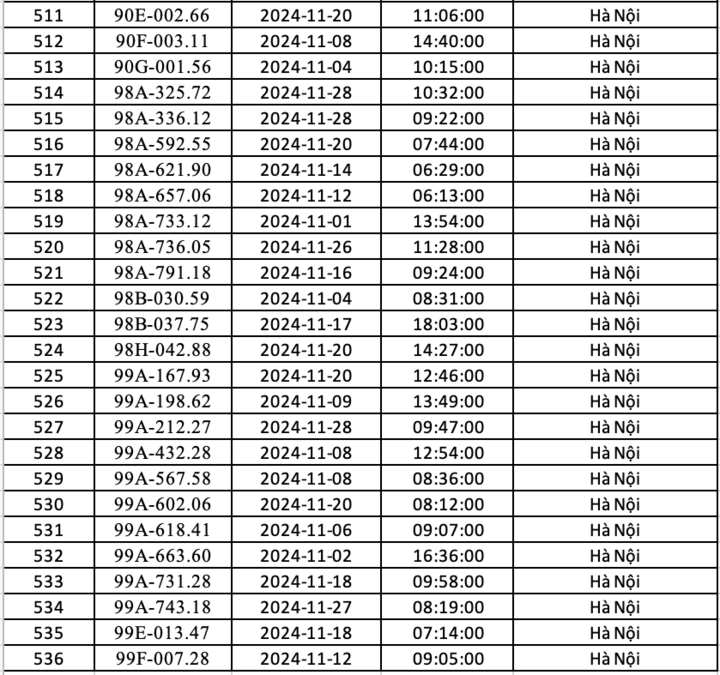 511 90E-002.66 2024-11-20 11:06:00 Hà Nội
512 90F-003.11 2024-11-08 14:40:00 Hà Nội
513 90G-001.56 2024-11-04 10:15:00 Hà Nội
514 98A-325.72 2024-11-28 10:32:00 Hà Nội
515 98A-336.12 2024-11-28 09:22:00 Hà Nội
516 98A-592.55 2024-11-20 07:44:00 Hà Nội
517 98A-621.90 2024-11-14 06:29:00 Hà Nội
518 98A-657.06 2024-11-12 06:13:00 Hà Nội
519 98A-733.12 2024-11-01 13:54:00 Hà Nội
520 98A-736.05 2024-11-26 11:28:00 Hà Nội
521 98A-791.18 2024-11-16 09:24:00 Hà Nội
522 98B-030.59 2024-11-04 08:31:00 Hà Nội
523 98B-037.75 2024-11-17 18:03:00 Hà Nội
524 98H-042.88 2024-11-20 14:27:00 Hà Nội
525 99A-167.93 2024-11-20 12:46:00 Hà Nội
526 99A-198.62 2024-11-09 13:49:00 Hà Nội
527 99A-212.27 2024-11-28 09:47:00 Hà Nội
528 99A-432.28 2024-11-08 12:54:00 Hà Nội
529 99A-567.58 2024-11-08 08:36:00 Hà Nội
530 99A-602.06 2024-11-20 08:12:00 Hà Nội
531 99A-618.41 2024-11-06 09:07:00 Hà Nội
532 99A-663.60 2024-11-02 16:36:00 Hà Nội
533 99A-731.28 2024-11-18 09:58:00 Hà Nội
534 99A-743.18 2024-11-27 08:19:00 Hà Nội
535 99E-013.47 2024-11-18 07:14:00 Hà Nội
536 99F-007.28 2024-11-12 09:05:00 Hà Nội